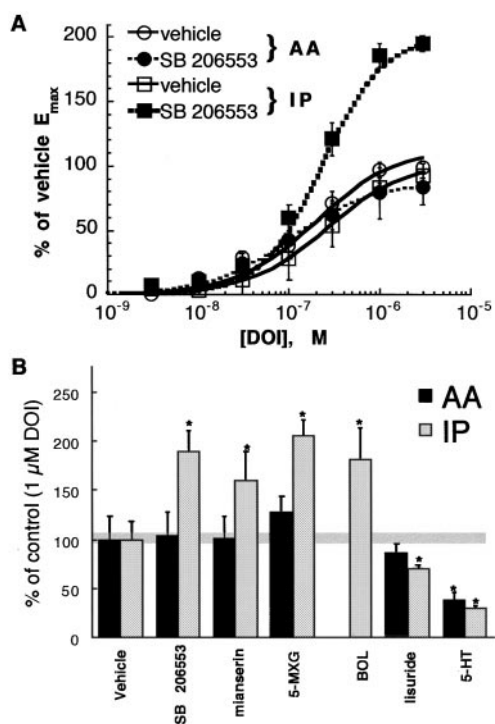 A
200
150
100
50
0
% of vehicle Emax
vehicle
SB 206553
} AA
vehicle
SB 206553
} IP
10-9
10-8
10-7
10-6
10-5
[DOI], M
B
250
200
150
100
50
0
% of control (1 μM DOI)
AA
IP
*
*
*
*
*
*
*
Vehicle
SB 206553
mianserin
5-MXG
BOL
lisuride
5-HT